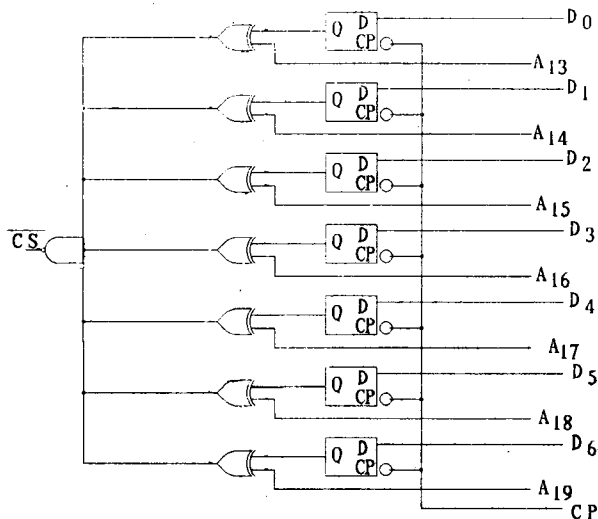 Q D D0
CP
A13
Q D D1
CP
A14
Q D D2
CP
A15
CS Q D D3
CP
A16
Q D D4
CP
A17
Q D D5
CP
A18
Q D D6
CP
A19
CP